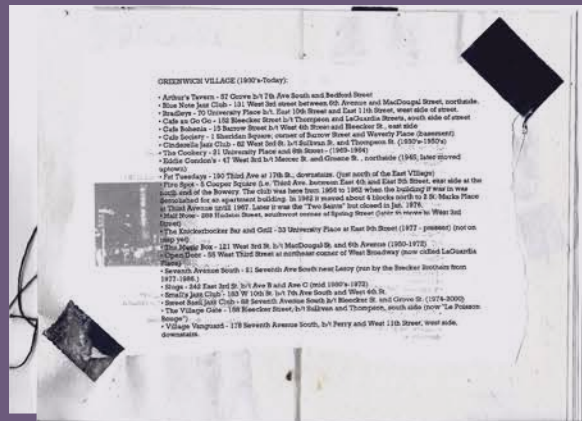 GREENWICH VILLAGE (1930's-Today):
• Arthur's Tavern - 57 Grove b/t 7th Ave South and Bedford Street
• Blue Note Jazz Club - 131 West 3rd street between 6th Avenue and MacDougal Street, northside.
• Bradleys - 70 University Place b/t. East 10th Street and East 11th Street, west side of street.
• Cafe au Go Go - 152 Bleecker Street b/t Thompson and LaGuardia Streets, south side of street
• Cafe Bohemia - 15 Barrow Street b/t West 4th Street and Bleecker St., east side
• Cafe Society - 1 Sheridan Square, corner of Barrow Street and Waverly Place (basement)
• Cinderella Jazz Club - 82 West 3rd St. b/t Sullivan St. and Thompson St. (1930's-1950's)
• The Cookery - 21 University Place and 8th Street - (1969-1984)
• Eddie Condon's - 47 West 3rd b/t Mercer St. and Greene St. , northside (1945, later moved
uptown)
• Fat Tuesdays - 190 Third Ave at 17th St., downstairs. (just north of the East Village)
• Five Spot - 5 Cooper Square (i.e. Third Ave. between East 4th and East 5th Street, east side at the
north end of the Bowery. The club was here from 1956 to 1962 when the building it was in was
demolished for an apartment building. In 1962 it moved about 4 blocks north to 2 St. Marks Place
at Third Avenue until 1967. Later it was the "Two Saints" but closed in Jan. 1976.
• Half Note - 289 Hudson Street, southwest corner of Spring Street (later to move to West 3rd
Street)
• The Knickerbocker Bar and Grill - 33 University Place at East 9th Street (1977 - present) (not on
map yet)
• The Music Box - 121 West 3rd St. b/t MacDougal St. and 6th Avenue (1950-1972)
• Open Door - 55 West Third Street at northeast corner of West Broadway (now called LaGuardia
Place)
• Seventh Avenue South - 21 Seventh Ave South near Leroy (run by the Brecker Brothers from
1977-1986.)
• Slugs - 242 East 3rd St. b/t Ave B and Ave C (mid 1960's-1972)
• Smalls Jazz Club - 183 W 10th St. b/t 7th Ave South and West 4th St.
• Sweet Basil Jazz Club - 88 Seventh Avenue South b/t Bleecker St. and Grove St. (1974-2000)
• The Village Gate - 158 Bleecker Street, b/t Sullivan and Thompson, south side (now "Le Poisson
Rouge")
• Village Vanguard - 178 Seventh Avenue South, b/t Perry and West 11th Street, west side,
downstairs.